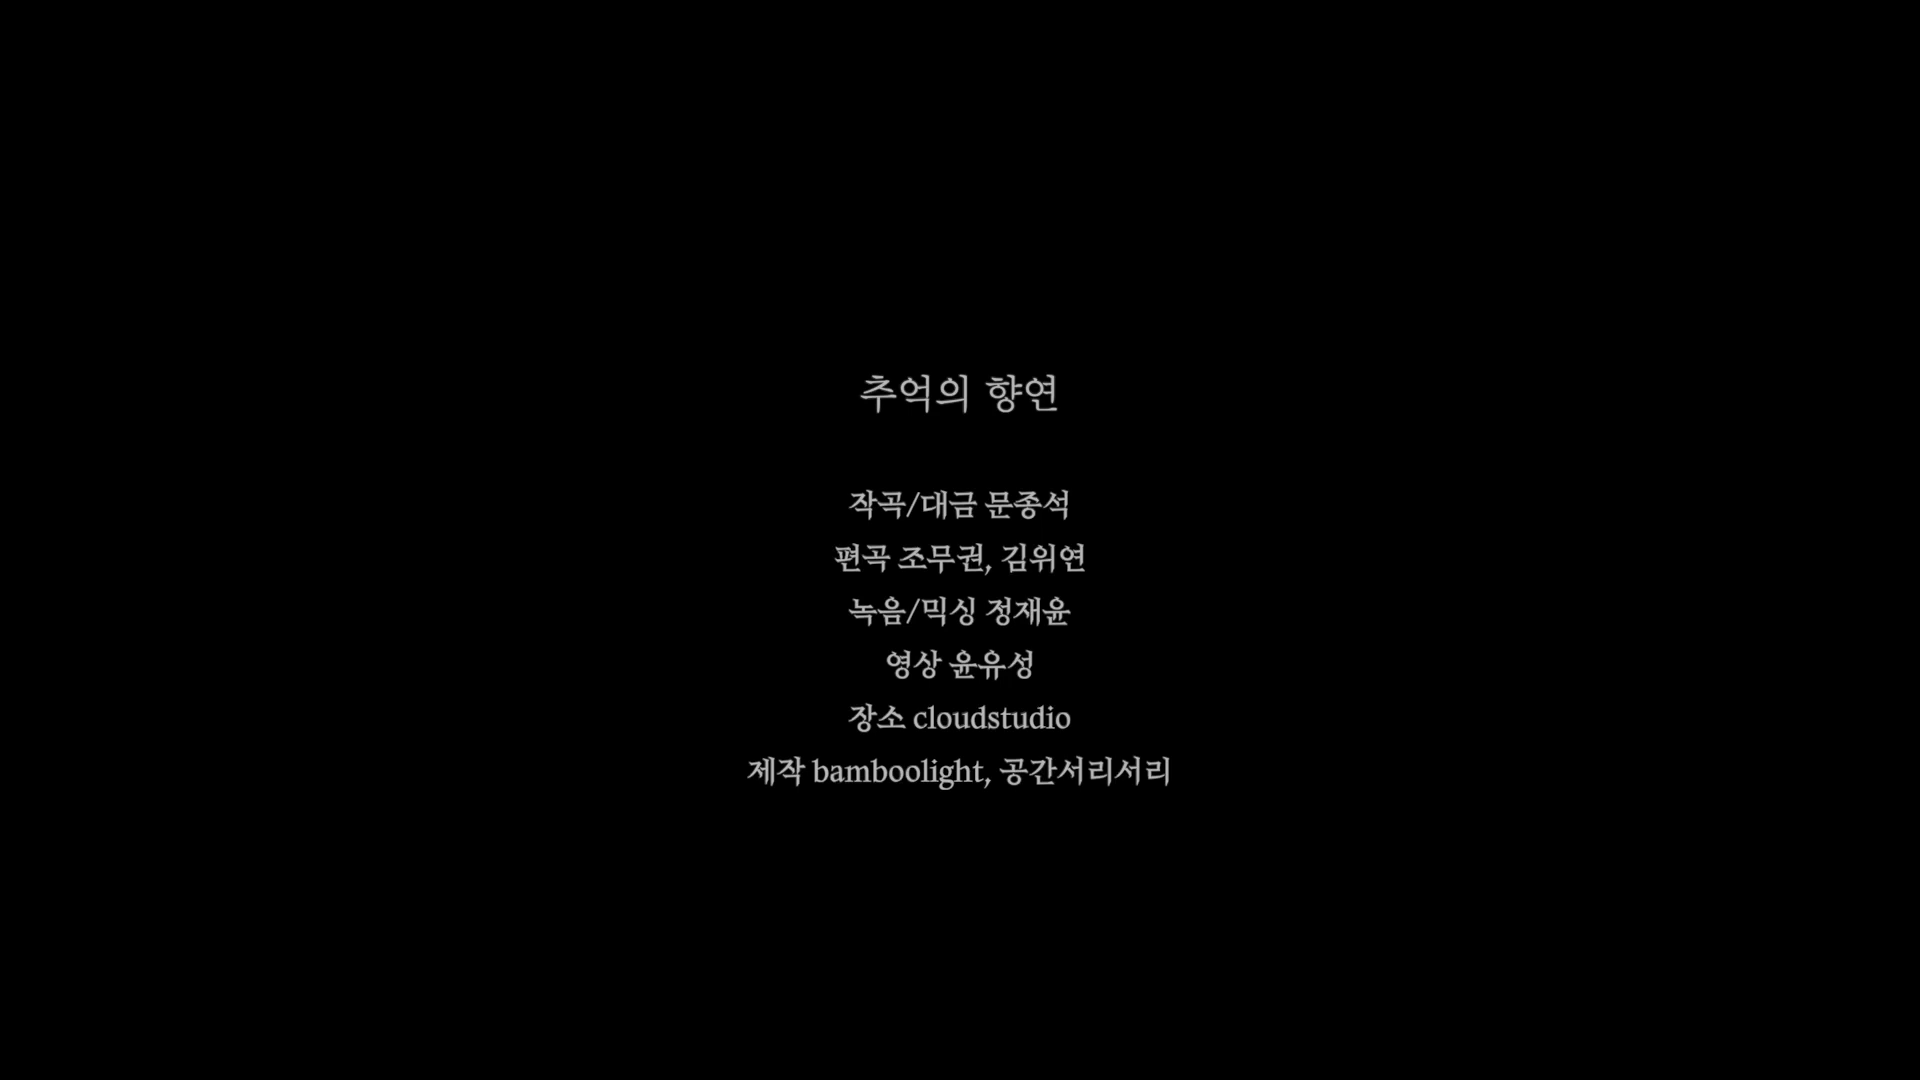 추억의 향연
작곡/대금 문종석
편곡 조무권, 김위연
녹음/믹싱 정재윤
영상 윤유성
장소 cloudstudio
제작 bamboolight, 공간서리서리